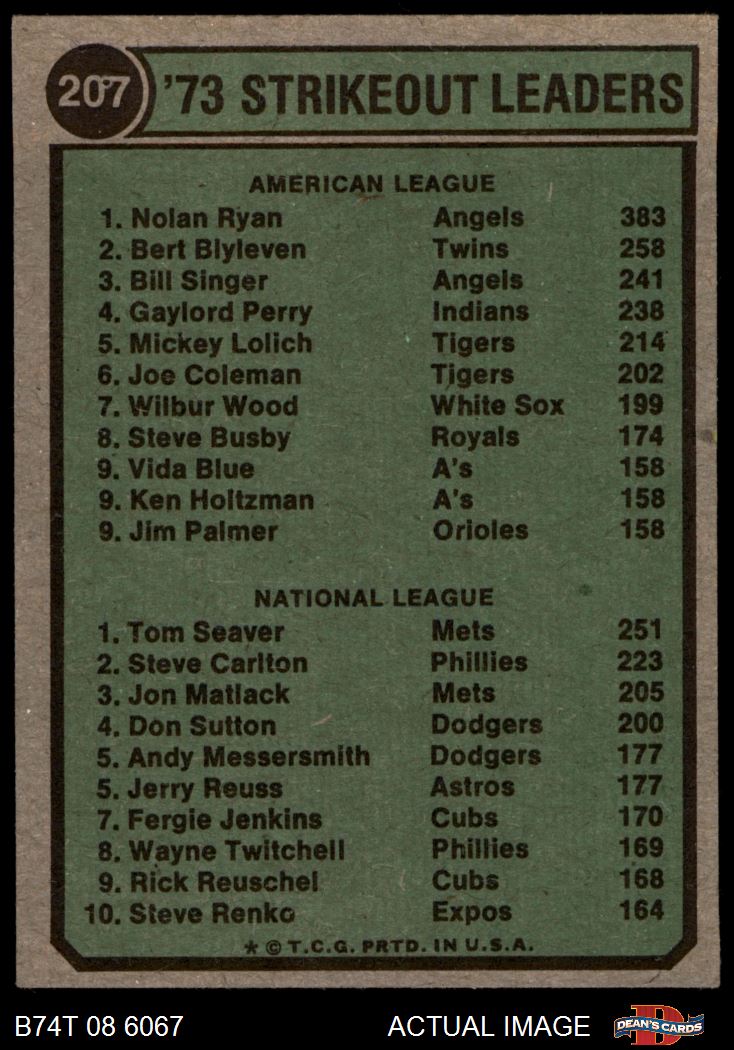 207 '73 STRIKEOUT LEADERS
AMERICAN LEAGUE
1. Nolan Ryan Angels 383
2. Bert Blyleven Twins 258
3. Bill Singer Angels 241
4. Gaylord Perry Indians 238
5. Mickey Lolich Tigers 214
6. Joe Coleman Tigers 202
7. Wilbur Wood White Sox 199
8. Steve Busby Royals 174
9. Vida Blue A's 158
9. Ken Holtzman A's 158
9. Jim Palmer Orioles 158
NATIONAL LEAGUE
1. Tom Seaver Mets 251
2. Steve Carlton Phillies 223
3. Jon Matlack Mets 205
4. Don Sutton Dodgers 200
5. Andy Messersmith Dodgers 177
5. Jerry Reuss Astros 177
7. Fergie Jenkins Cubs 170
8. Wayne Twitchell Phillies 169
9. Rick Reuschel Cubs 168
10. Steve Renko Expos 164
* © T.C.G. PRTD. IN U.S.A.
B74T 08 6067 ACTUAL IMAGE D DEAN'S CARDS